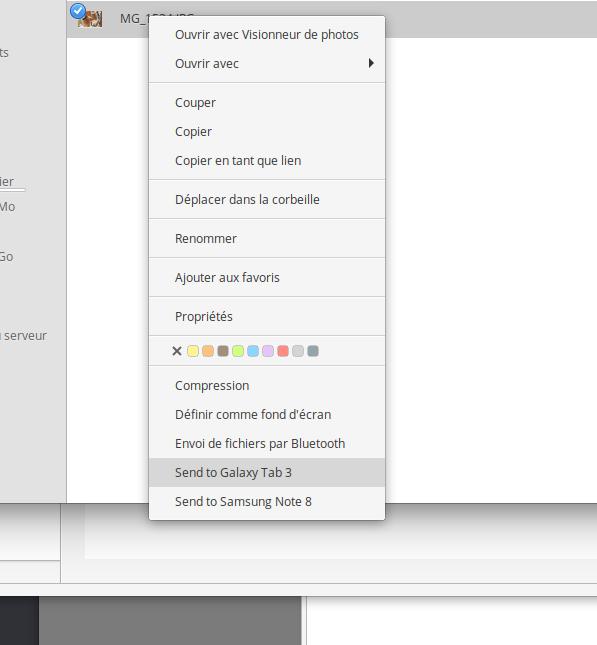 Ouvrir avec Visionneur de photos
Ouvrir avec
Couper
Copier
Copier en tant que lien
Déplacer dans la corbeille
Renommer
Ajouter aux favoris
Propriétés
Compression
Définir comme fond d'écran
Envoi de fichiers par Bluetooth
Send to Galaxy Tab 3
Send to Samsung Note 8
ts
ier
Mo
Go
serveur